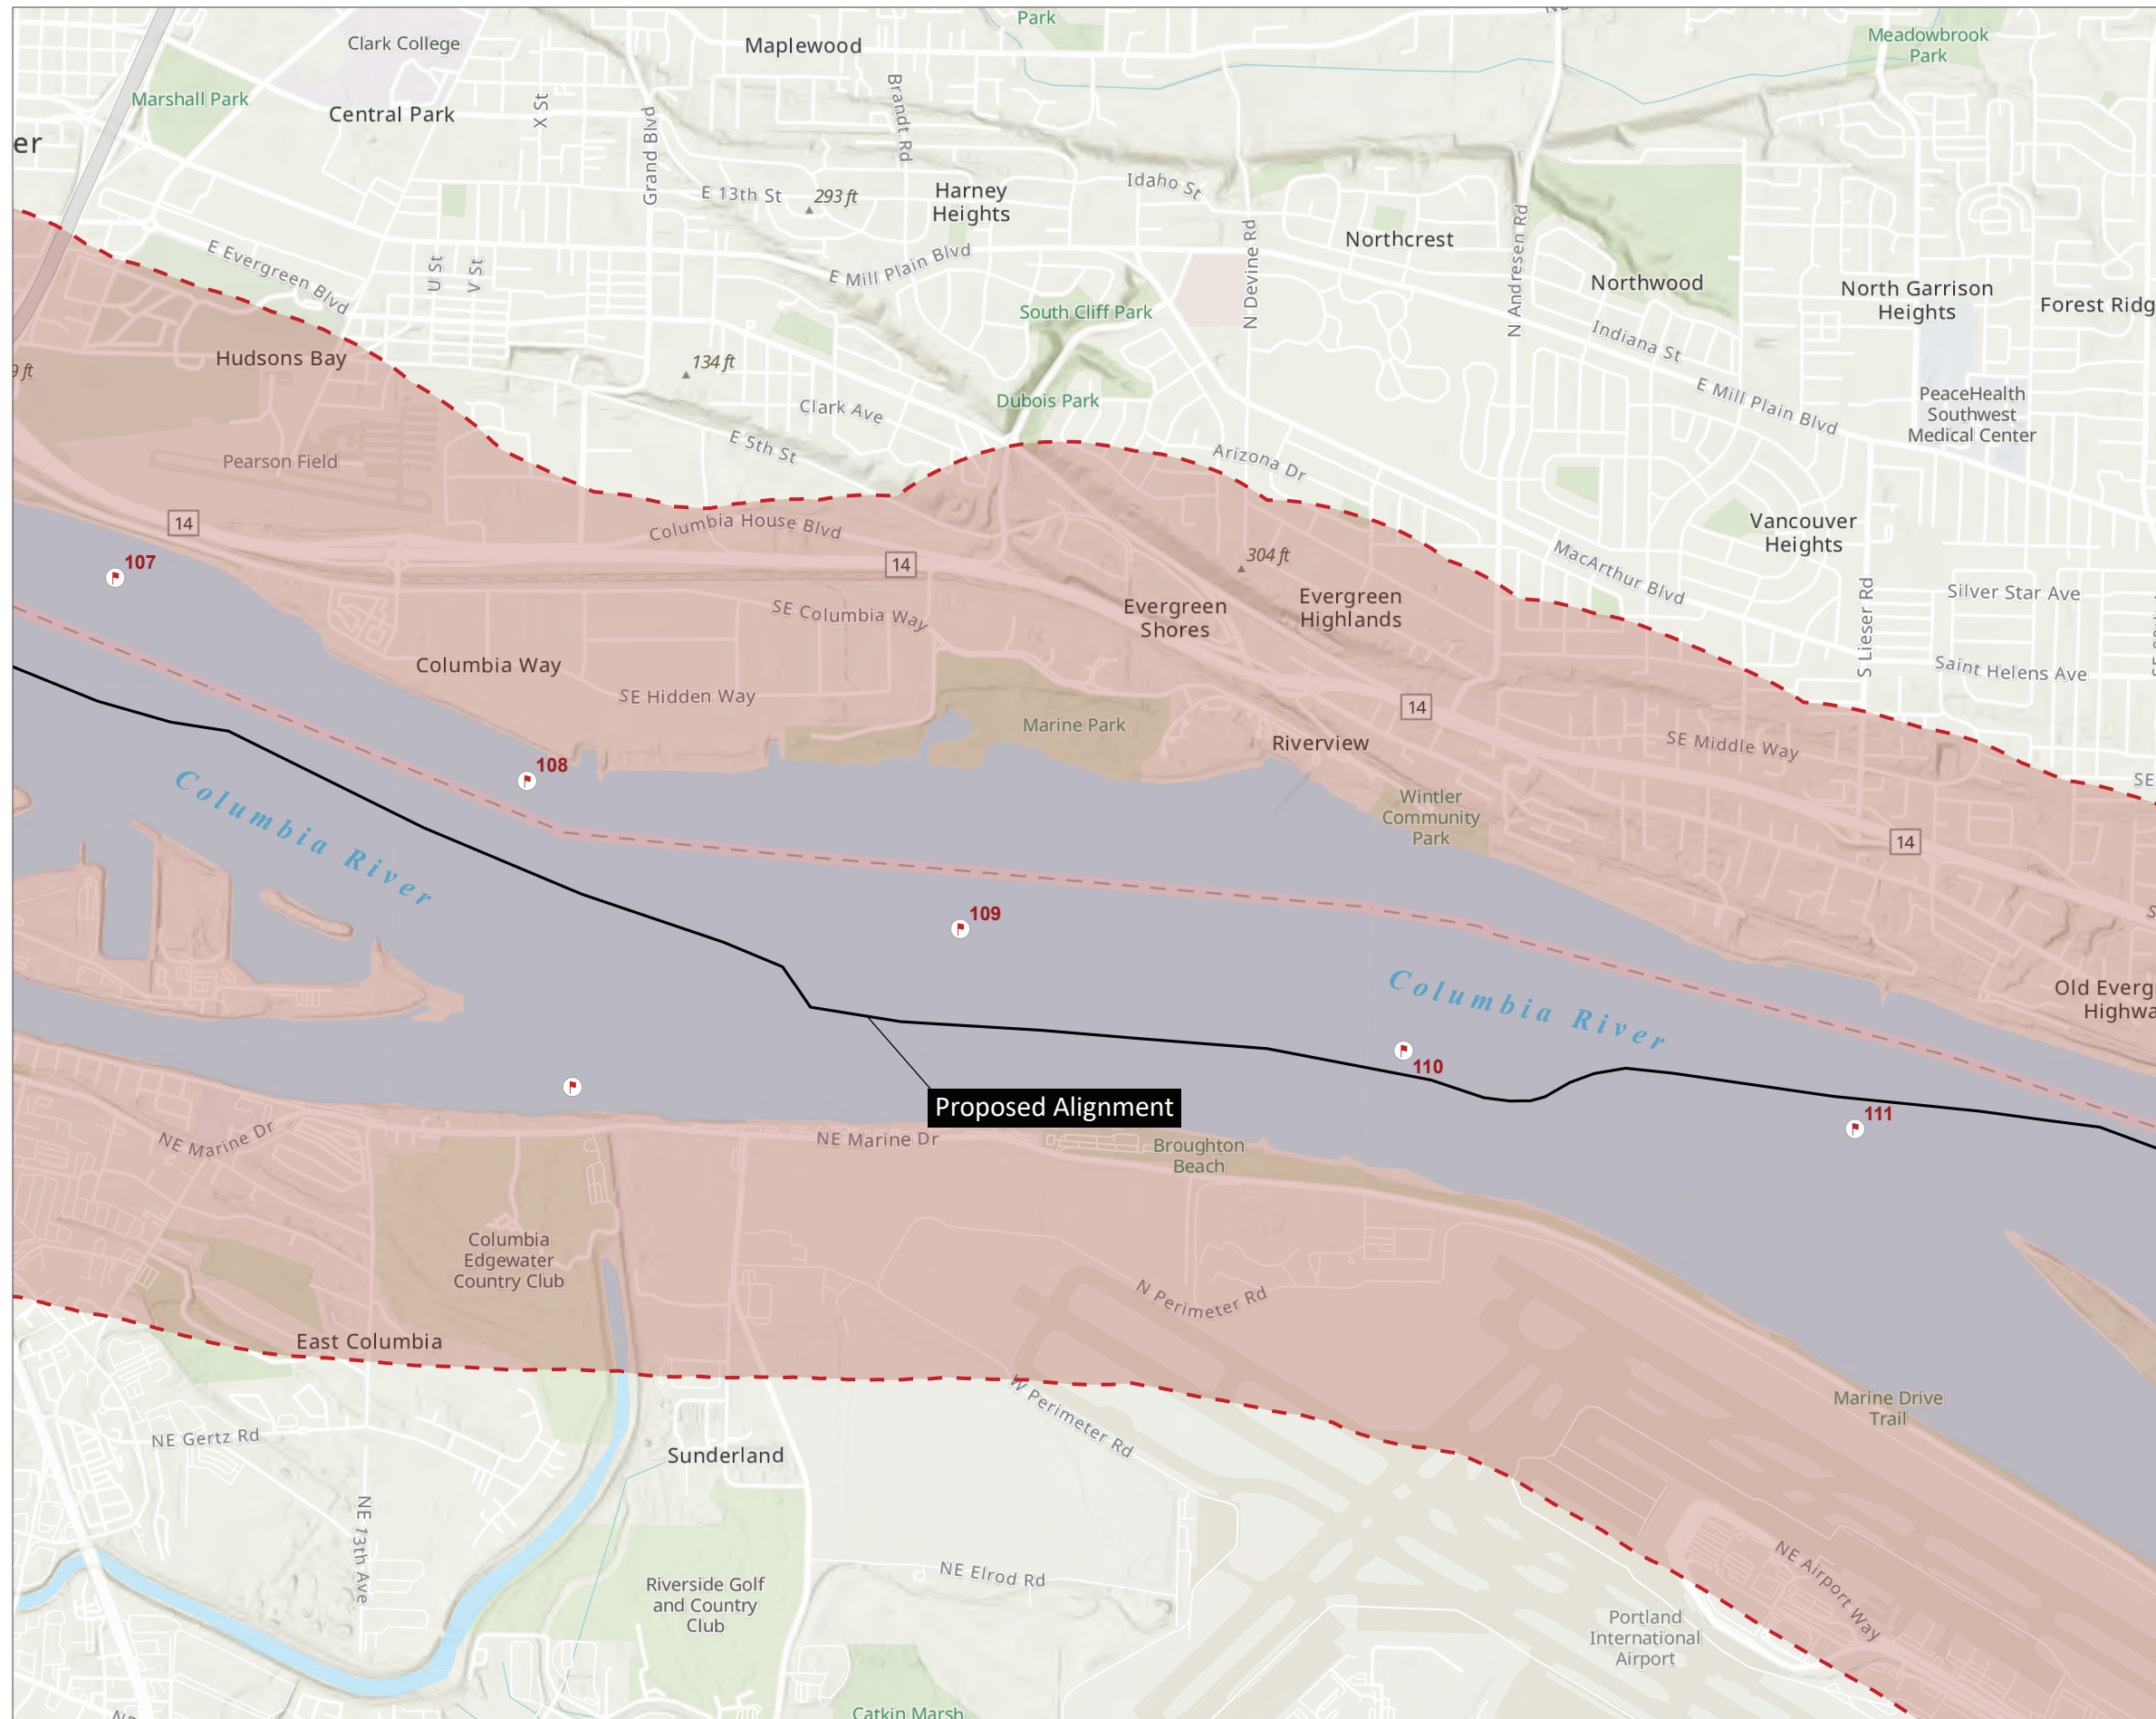 Park
Clark College
Maplewood
Meadowbrook
Park
Marshall Park
Central Park
X St
Grand Blvd
Brandt Rd
er
E 13th St
293 ft
Harney
Heights
Idaho St
N Devine Rd
Northcrest
N Andresen Rd
Northwood
North Garrison
Heights
Forest Ridg
E Evergreen Blvd
U St
V St
E Mill Plain Blvd
South Cliff Park
Indiana St
Hudsons Bay
134 ft
9 ft
Dubois Park
Clark Ave
E Mill Plain Blvd
PeaceHealth
Southwest
Medical Center
E 5th St
Arizona Dr
Pearson Field
14
Columbia House Blvd
Vancouver
Heights
107
14
304 ft
MacArthur Blvd
Evergreen
Shores
Evergreen
Highlands
Silver Star Ave
S Lieser Rd
SE Columbia Way
Columbia Way
Saint Helens Ave
SE Hidden Way
14
Marine Park
Riverview
SE Middle Way
108
SE
Columbia River
Wintler
Community
Park
14
109
Columbia River
Old Everg
Highwa
110
Proposed Alignment
111
NE Marine Dr
NE Marine Dr
Broughton
Beach
Columbia
Edgewater
Country Club
N Perimeter Rd
East Columbia
W Perimeter Rd
Marine Drive
Trail
NE Gertz Rd
Sunderland
NE 13th Ave
NE Elrod Rd
NE Airport Way
Riverside Golf
and Country
Club
Portland
International
Airport
Catkin Marsh